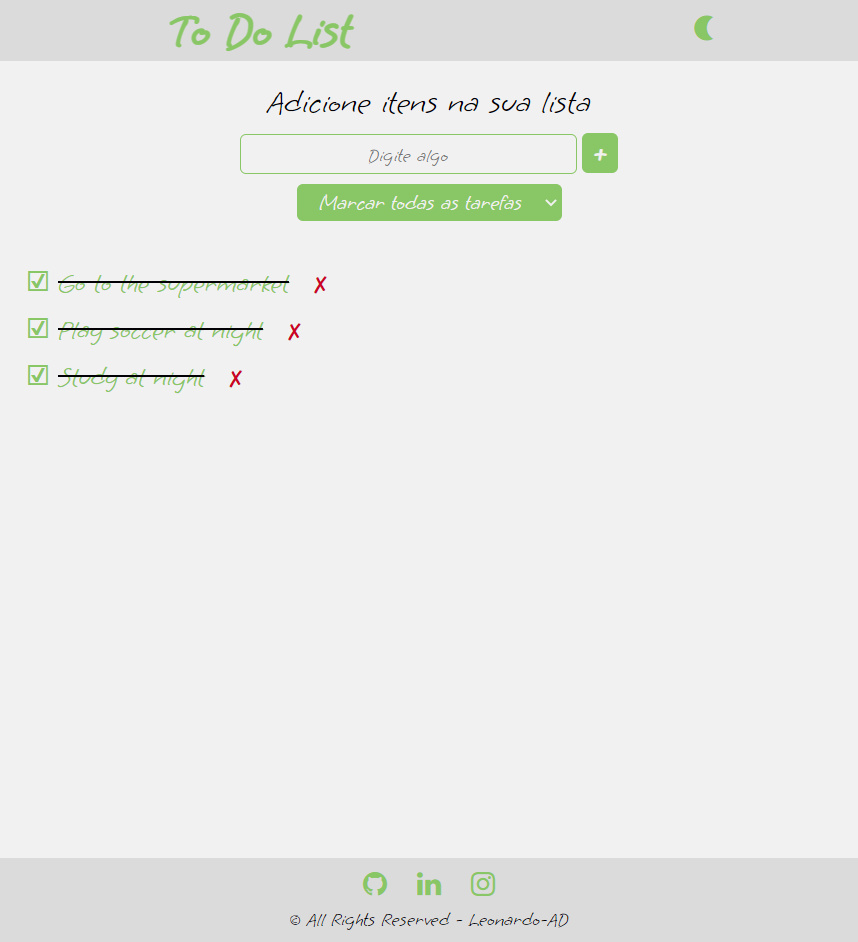 To Do List
Adicione itens na sua lista
Digite algo
+
Marcar todas as tarefas
Go to the supermarket ✗
Play soccer at night ✗
Study at night ✗
© All Rights Reserved - Leonardo-AD